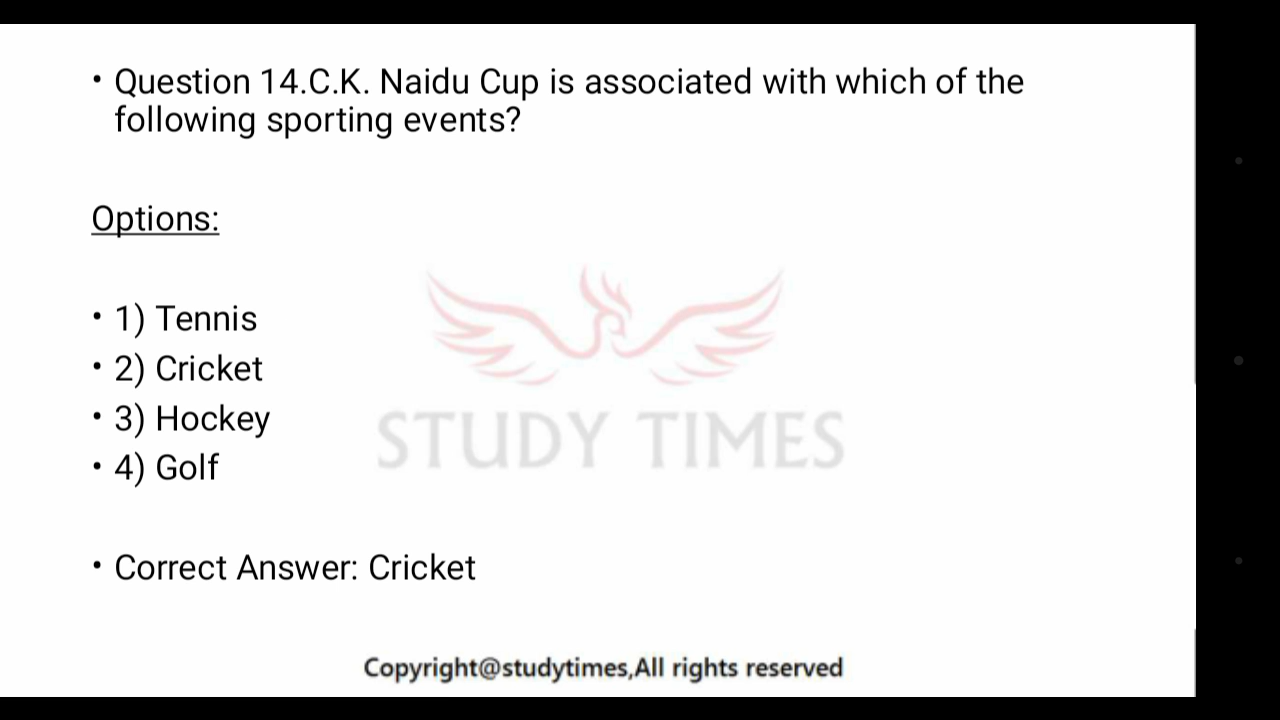 • Question 14.C.K. Naidu Cup is associated with which of the
following sporting events?
Options:
• 1) Tennis
• 2) Cricket
• 3) Hockey
• 4) Golf
STUDY TIMES
• Correct Answer: Cricket
Copyright@studytimes,All rights reserved